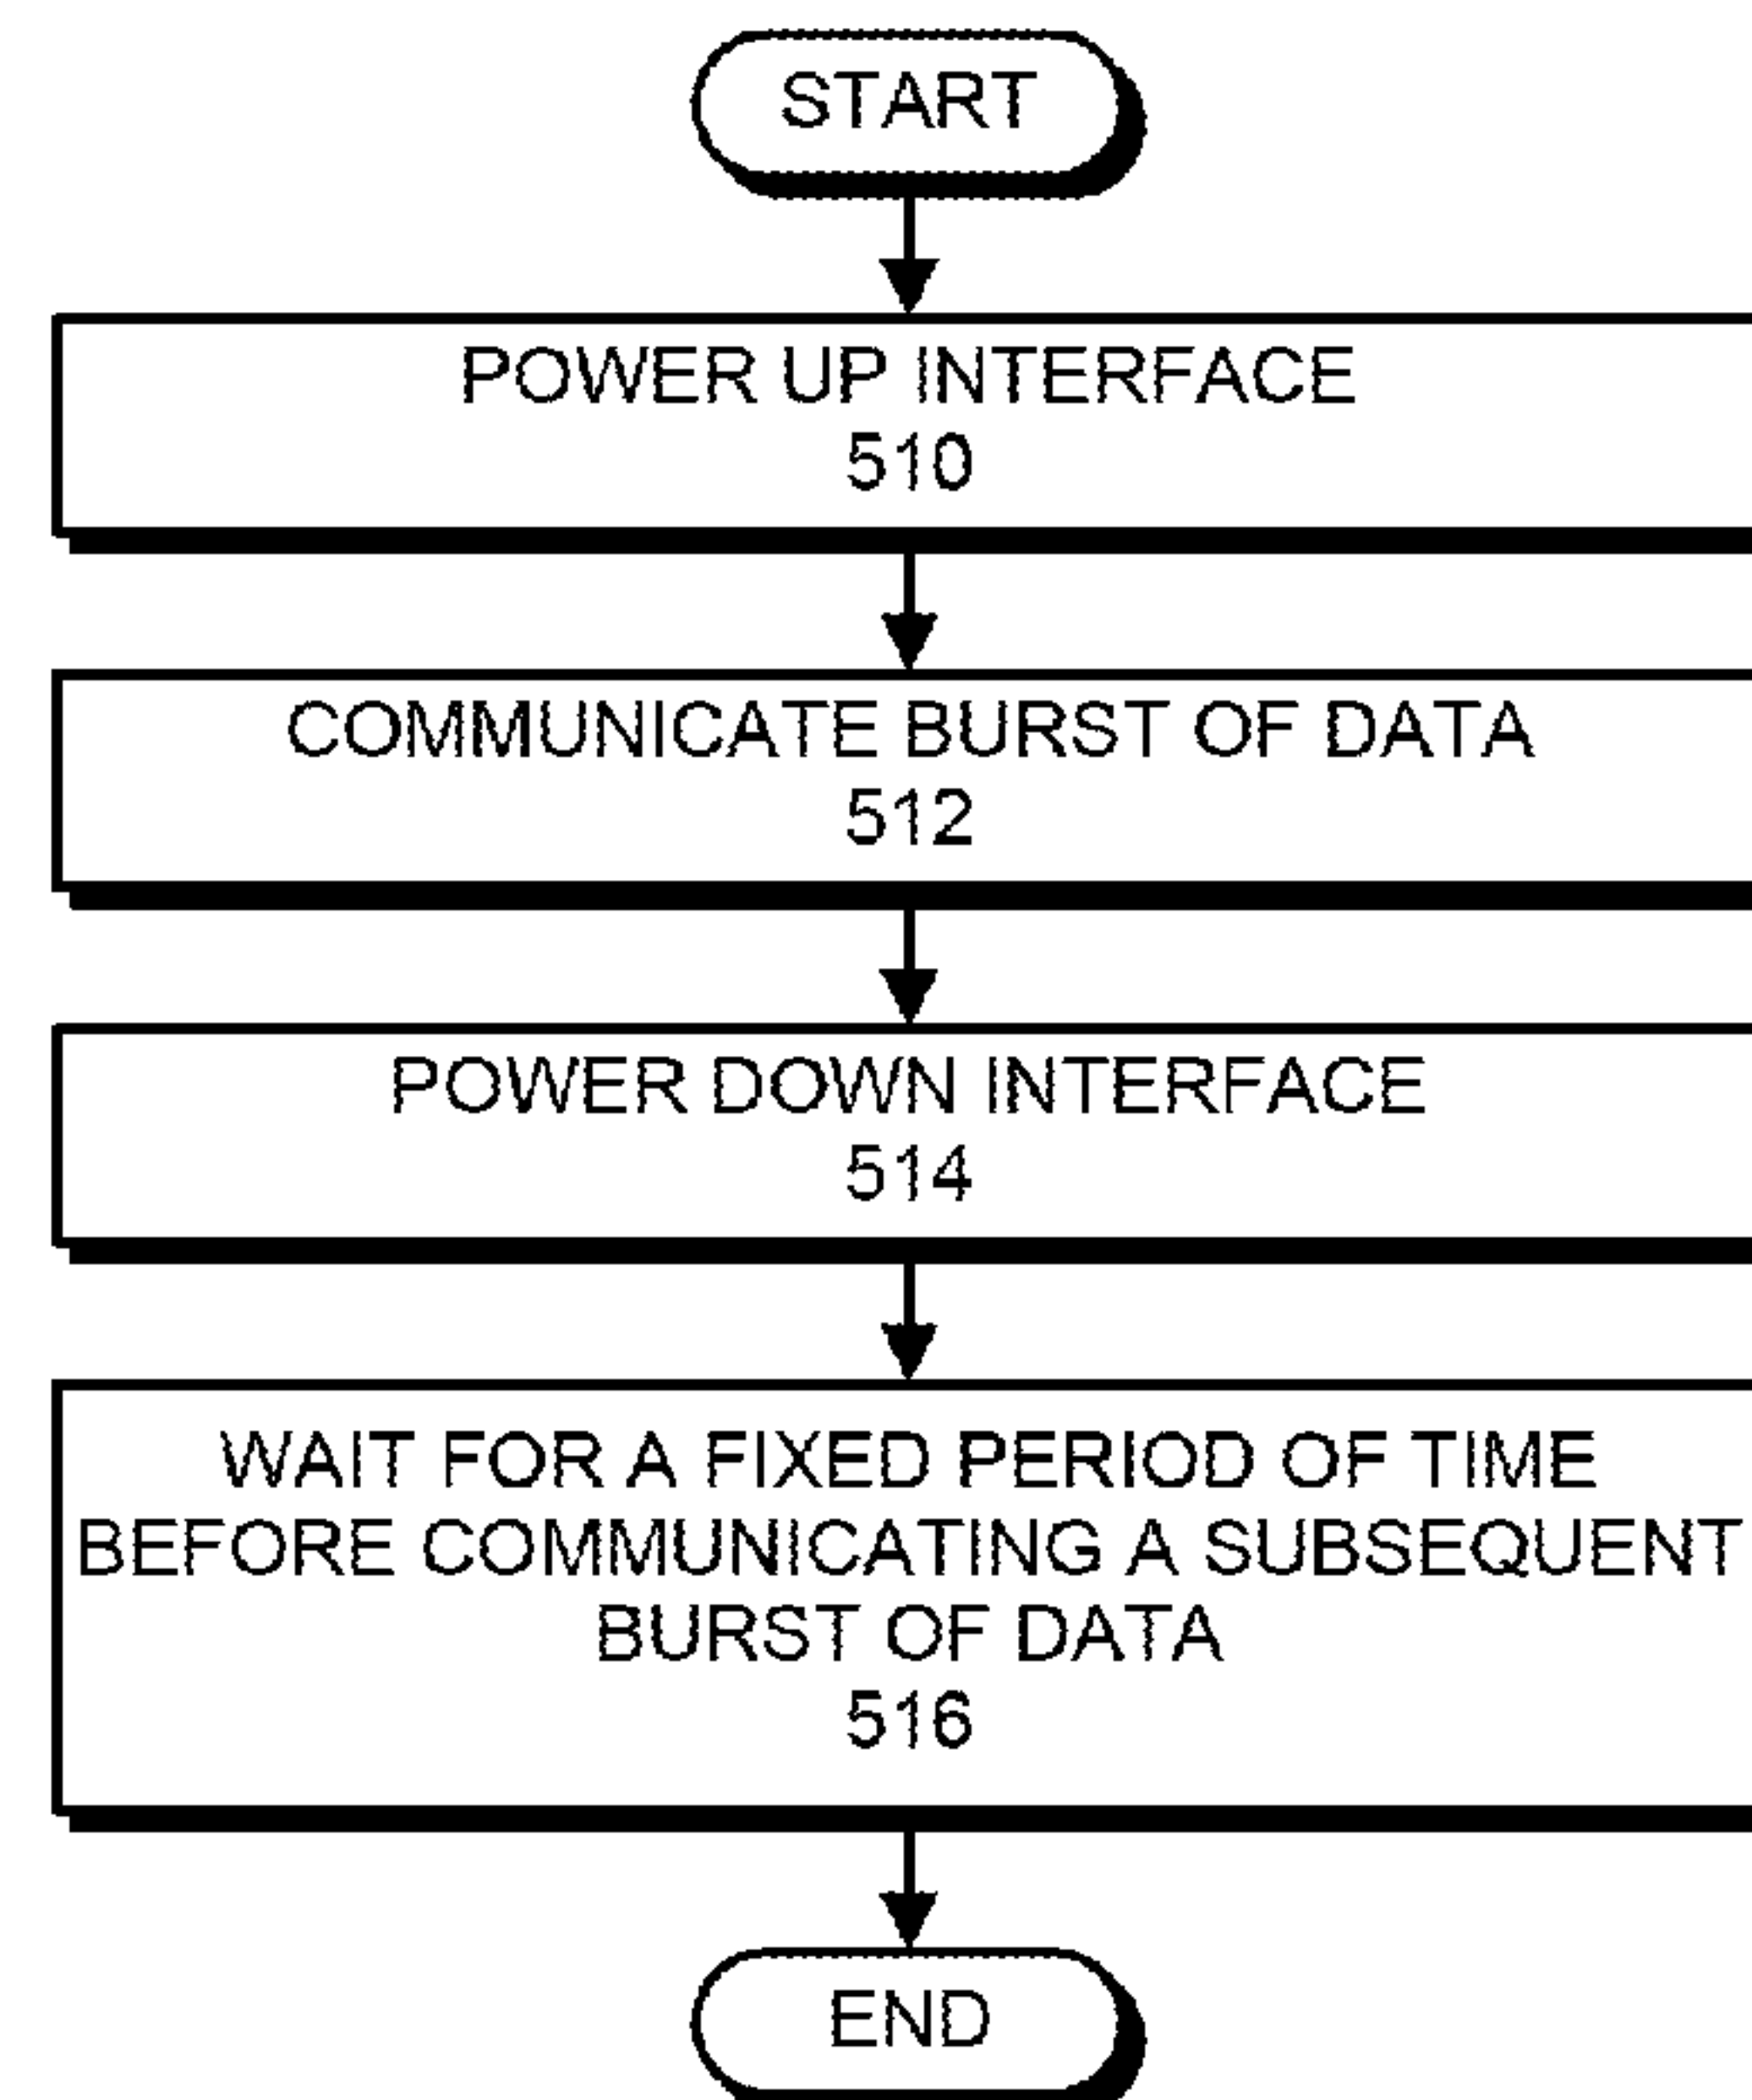 START
POWER UP INTERFACE
510
COMMUNICATE BURST OF DATA
512
POWER DOWN INTERFACE
514
WAIT FOR A FIXED PERIOD OF TIME
BEFORE COMMUNICATING A SUBSEQUENT
BURST OF DATA
516
END